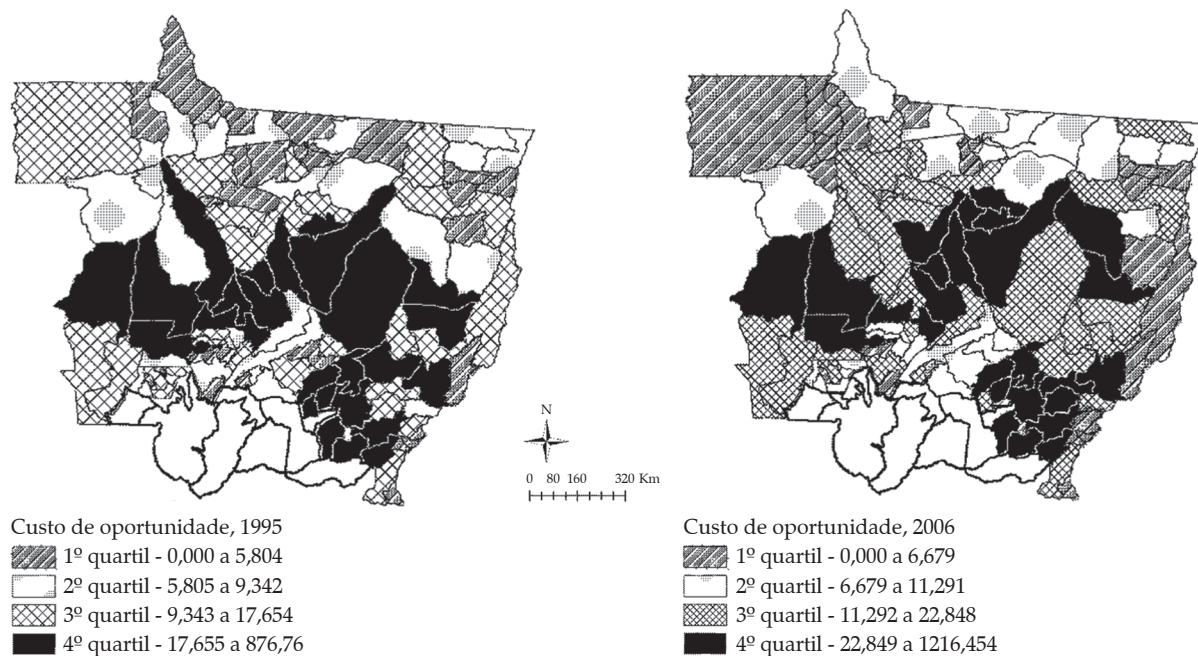 N
0 80 160 320 Km
Custo de oportunidade, 1995
1º quartil - 0,000 a 5,804
2º quartil - 5,805 a 9,342
3º quartil - 9,343 a 17,654
4º quartil - 17,655 a 876,76
Custo de oportunidade, 2006
1º quartil - 0,000 a 6,679
2º quartil - 6,679 a 11,291
3º quartil - 11,292 a 22,848
4º quartil - 22,849 a 1216,454